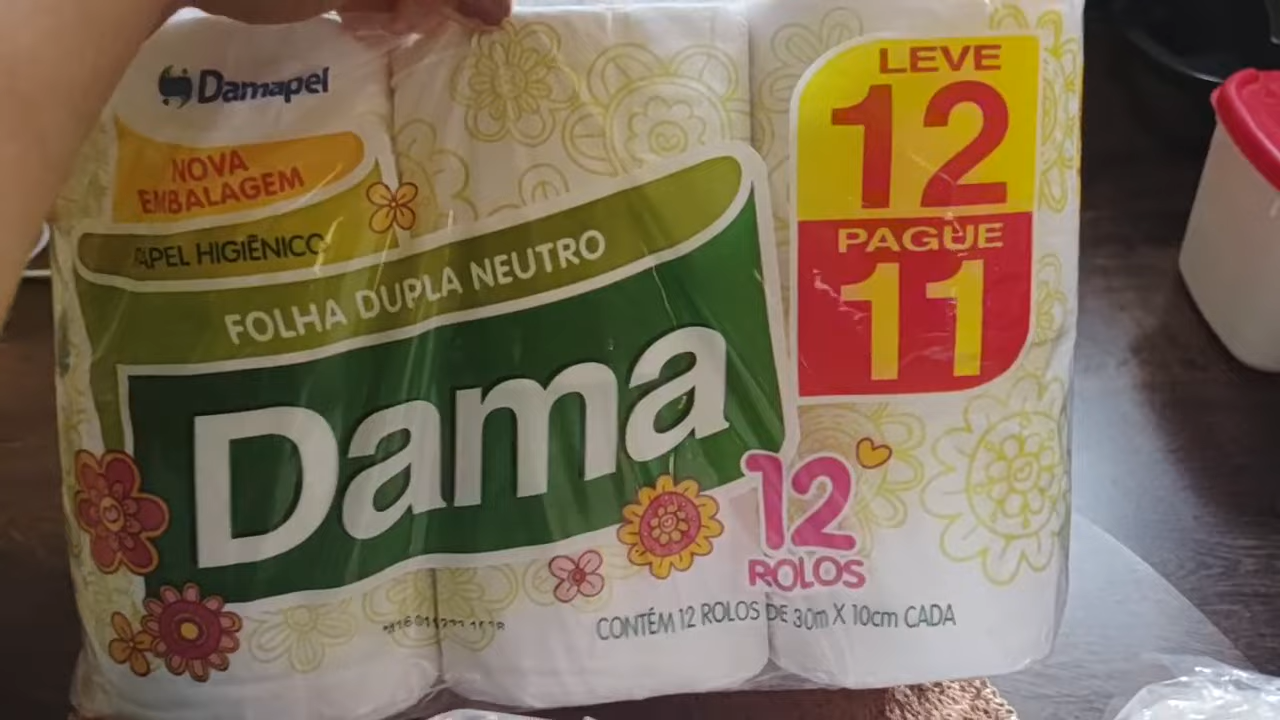 Damapel
NOVA
EMBALAGEM
APEL HIGIÊNICO
FOLHA DUPLA NEUTRO
Dama
LEVE
12
PAGUE
11
12
ROLOS
CONTÉM 12 ROLOS DE 30m X 10cm CADA